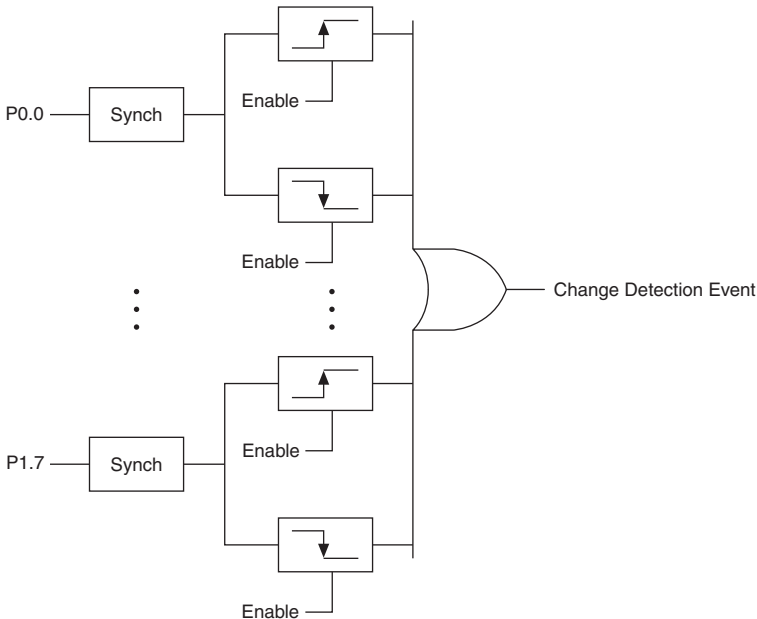 Enable
P0.0
Synch
Enable
Change Detection Event
Enable
P1.7
Synch
Enable